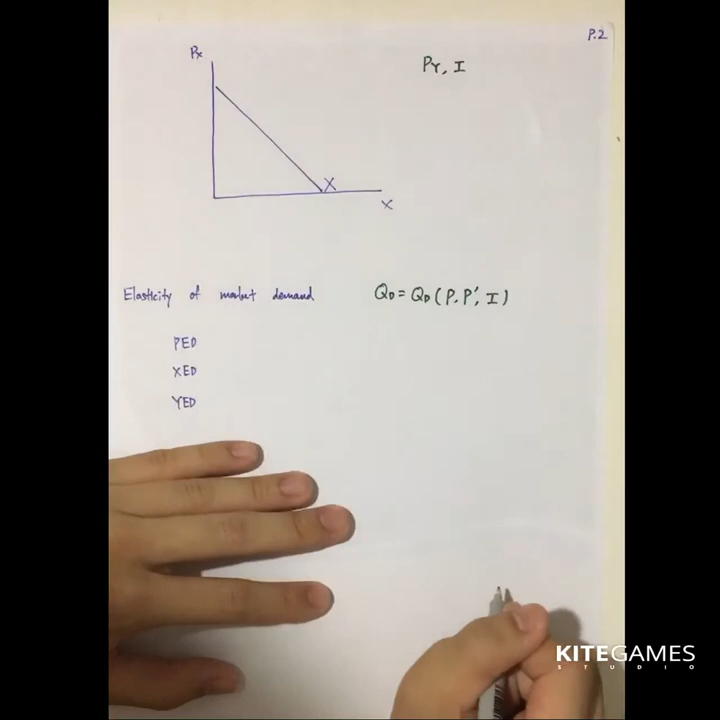 P.2
Px
PY, I
X
X
Elasticity of market demand
QD = QD (P, P', I)
PED
XED
YED
KITEGAMES
STUDIO